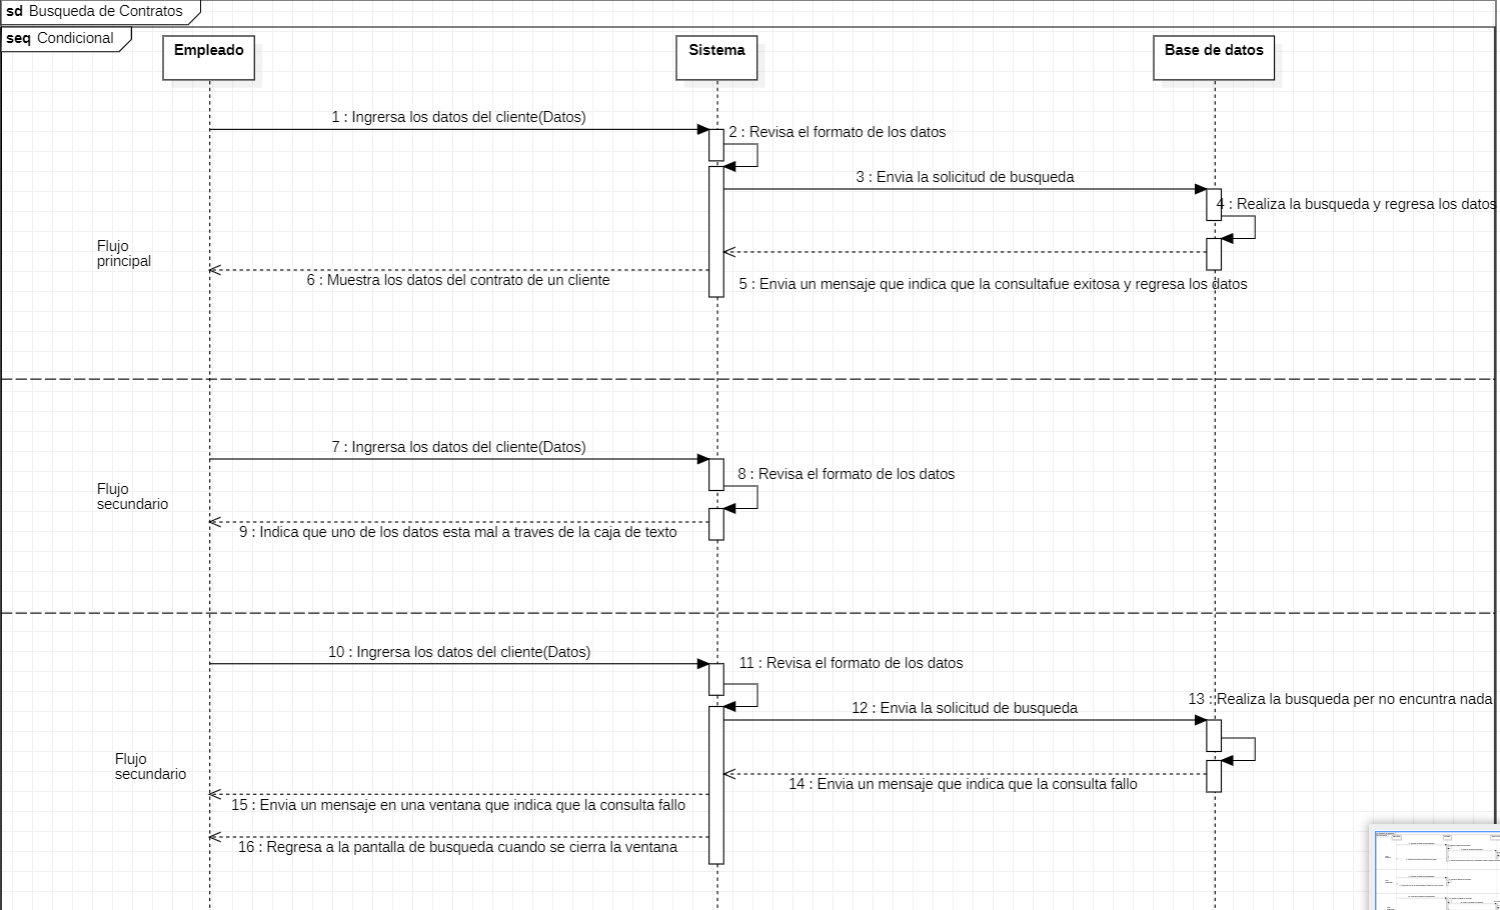 sd Busqueda de Contratos
seq Condicional
Empleado
Sistema
Base de datos
1 : Ingersa los datos del cliente(Datos)
2 : Revisa el formato de los datos
3 : Envia la solicitud de busqueda
4 : Realiza la busqueda y regresa los datos
Flujo
principal
6 : Muestra los datos del contrato de un cliente
5 : Envia un mensaje que indica que la consultafue exitosa y regresa los datos
7 : Ingersa los datos del cliente(Datos)
8 : Revisa el formato de los datos
Flujo
secundario
9 : Indica que uno de los datos esta mal a traves de la caja de texto
10 : Ingersa los datos del cliente(Datos)
11 : Revisa el formato de los datos
12 : Envia la solicitud de busqueda
13 : Realiza la busqueda per no encuntra nada
Flujo
secundario
14 : Envia un mensaje que indica que la consulta fallo
15 : Envia un mensaje en una ventana que indica que la consulta fallo
16 : Regresa a la pantalla de busqueda cuando se cierra la ventana